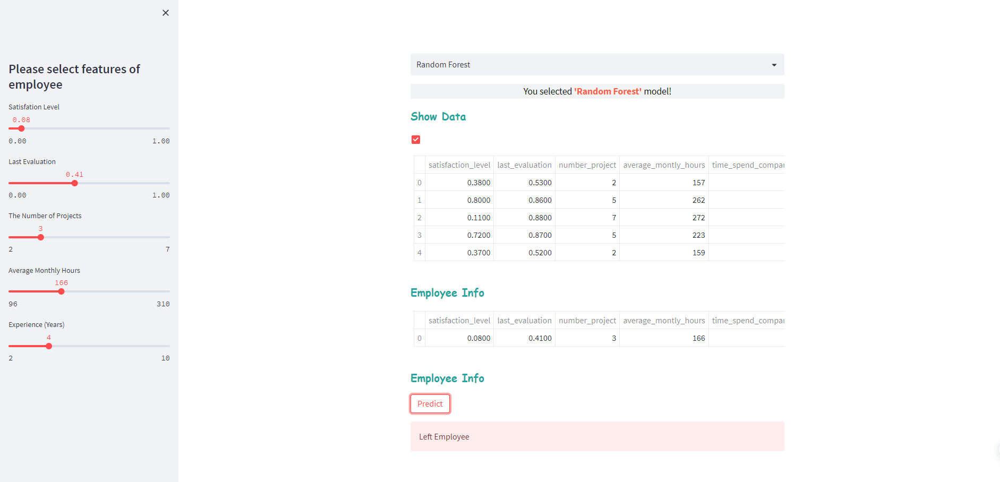 Please select features of
employee
Satisfation Level
0.08
0.00 1.00
Last Evaluation
0.41
0.00 1.00
The Number of Projects
3
2 7
Average Monthly Hours
166
96 310
Experience (Years)
4
2 10
Random Forest
You selected 'Random Forest' model!
Show Data
satisfaction_level last_evaluation number_project average_montly_hours time_spend_compar
0 0.3800 0.5300 2 157
1 0.8000 0.8600 5 262
2 0.1100 0.8800 7 272
3 0.7200 0.8700 5 223
4 0.3700 0.5200 2 159
Employee Info
satisfaction_level last_evaluation number_project average_montly_hours time_spend_compar
0 0.0800 0.4100 3 166
Employee Info
Predict
Left Employee